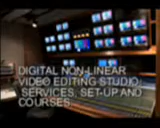 DIGITAL NON-LINEAR
VIDEO EDITING STUDIO,
SERVICES, SET-UP AND
COURSES.